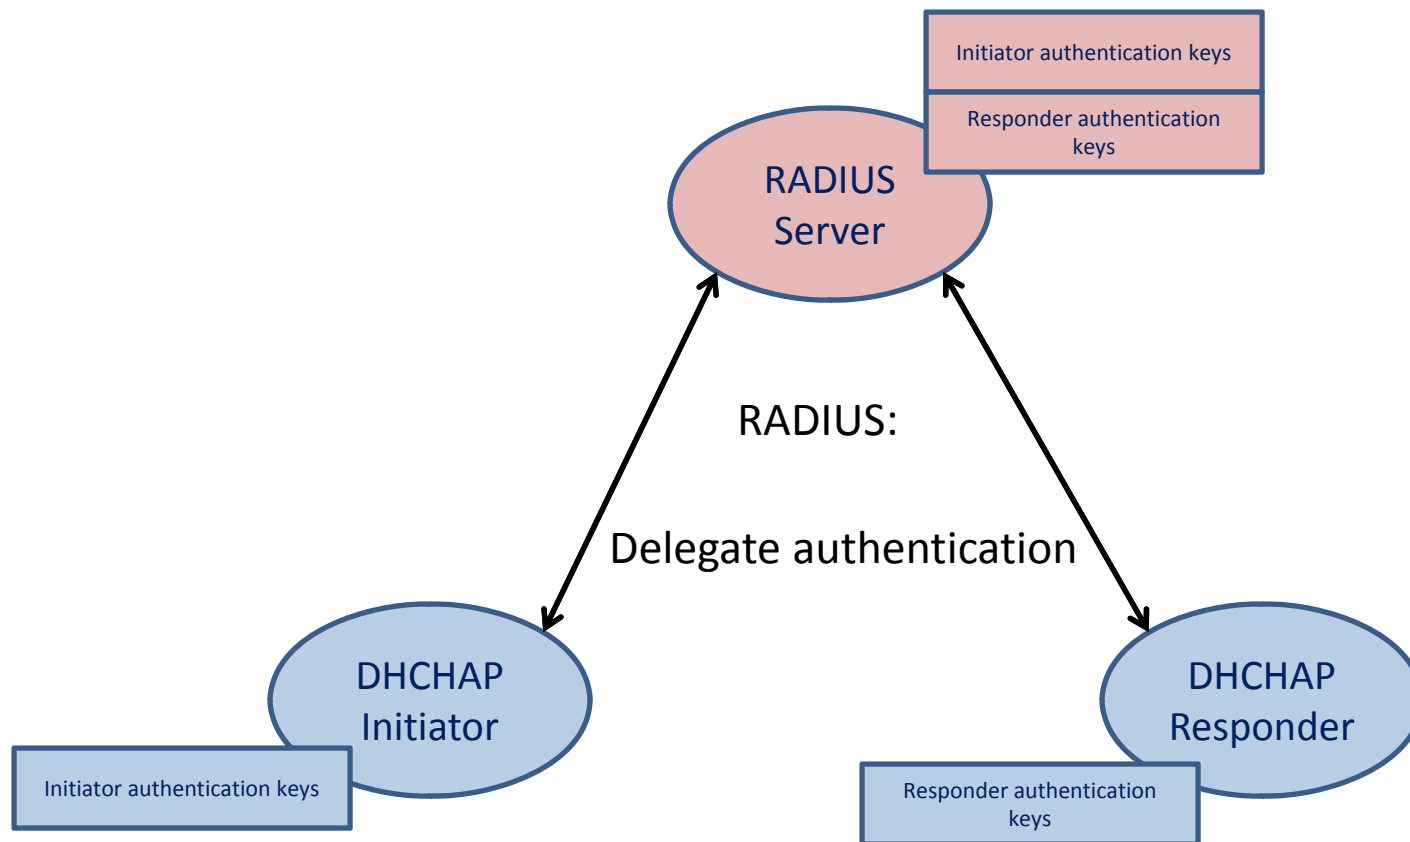 Initiator authentication keys
Responder authentication
keys
RADIUS
Server
RADIUS:
Delegate authentication
DHCHAP
Initiator
Initiator authentication keys
DHCHAP
Responder
Responder authentication
keys